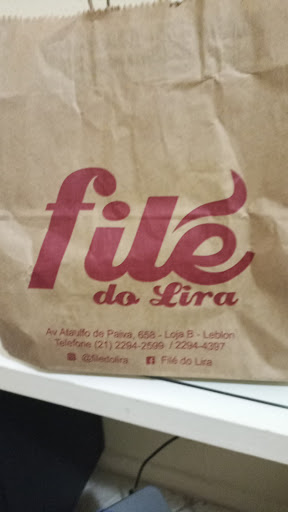 filé
do Lira
Av Ataulfo de Paiva, 658 - Loja B - Leblon
Telefone (21) 2294-2599 / 2294-4397
@filedolira Filé do Lira